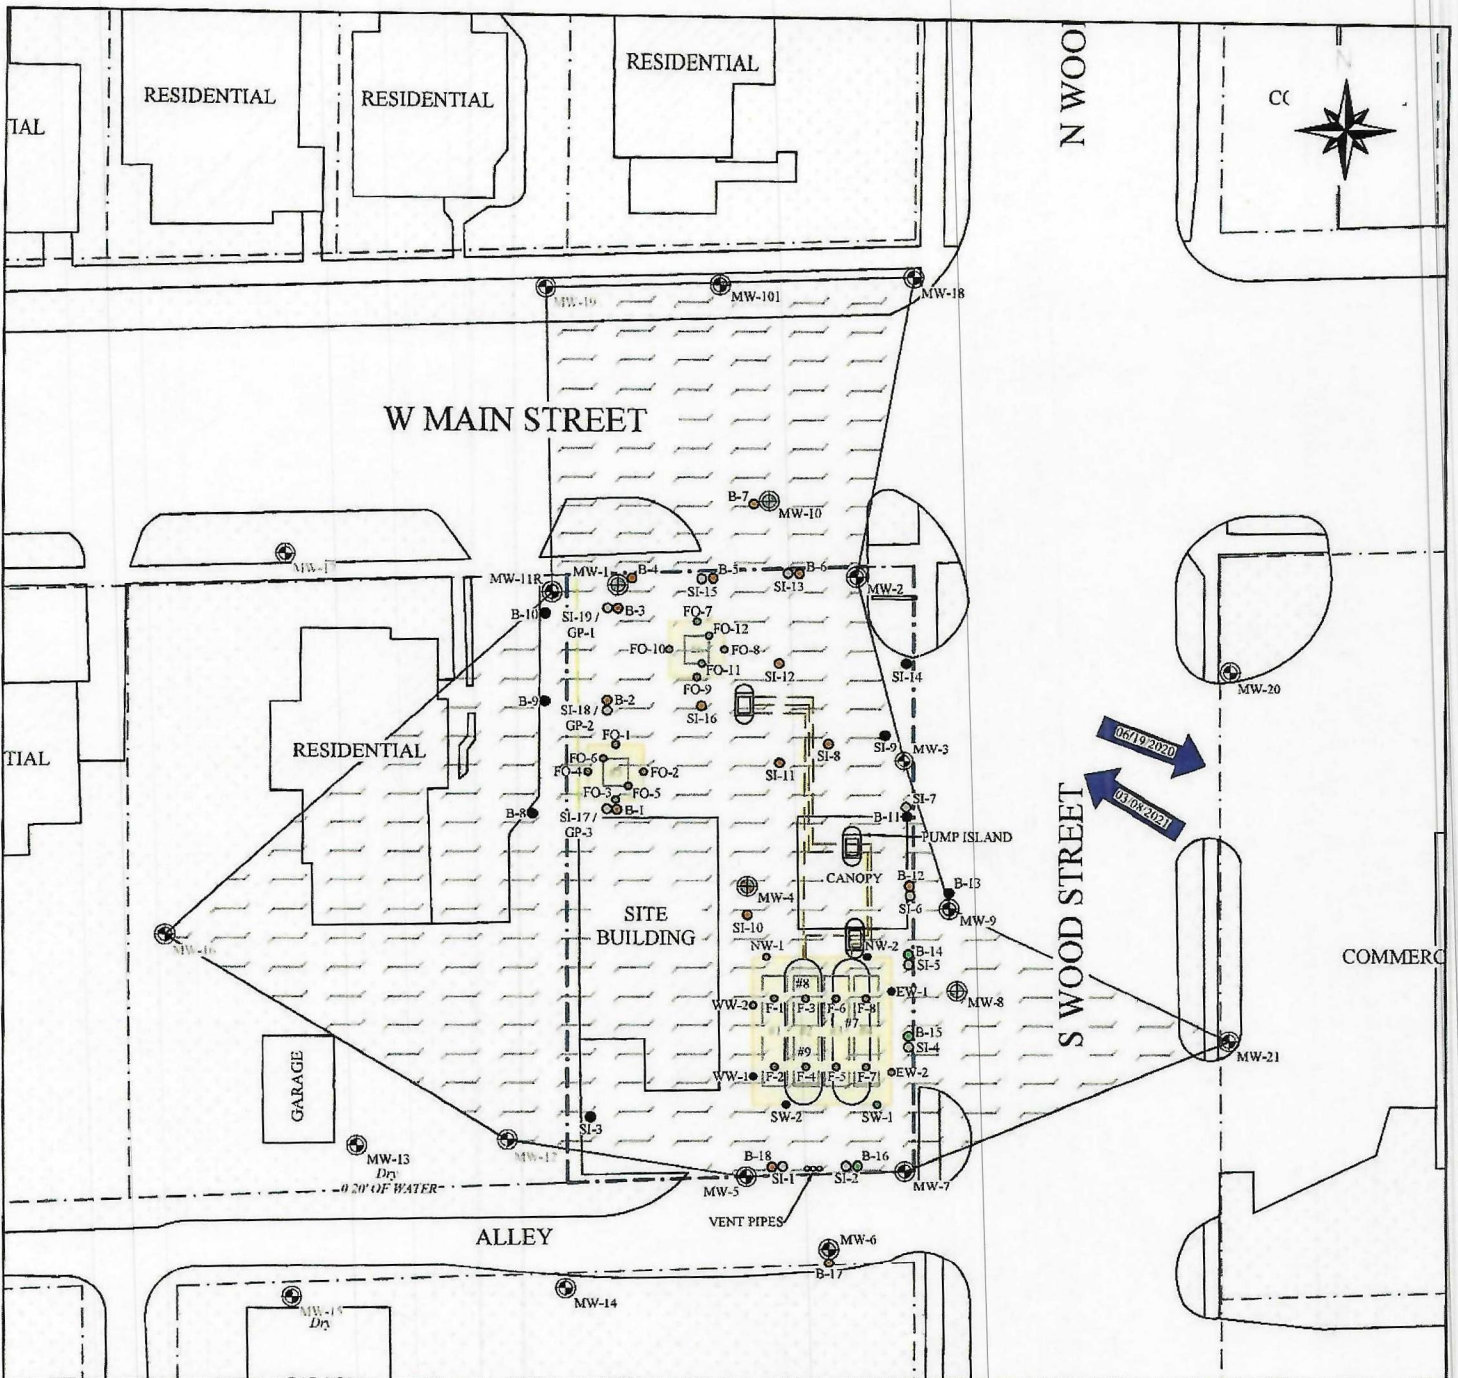 RESIDENTIAL
RESIDENTIAL
RESIDENTIAL
N WOO
IAL
MW-19
MW-101
MW-18
W MAIN STREET
B-7
MW-10
MW-11R
MW-1
B-4
B-5
SI-15
SI-13
B-6
MW-2
B-10
SI-19 /
GP-1
B-3
FO-7
FO-12
FO-10
FO-8
FO-11
FO-9
SI-12
SI-14
MW-20
B-9
B-2
SI-18 /
GP-2
SI-16
FO-1
FO-6
FO-4
FO-2
FO-3
FO-5
SI-8
SI-9
MW-3
SI-11
06/19/2020
03/08/2021
RESIDENTIAL
TIAL
B-8
SI-17 /
GP-3
B-1
SI-7
B-11
PUMP ISLAND
CANOPY
MW-4
B-12
SI-6
B-13
MW-9
SI-10
SITE
BUILDING
MW-16
NW-1
NW-2
B-14
SI-5
S WOOD STREET
COMMERC
#8
WW-2
F-1
F-3
F-6
F-8
EW-1
MW-8
#7
B-15
SI-4
MW-21
#9
WW-1
F-2
F-4
F-5
F-7
EW-2
GARAGE
SW-2
SW-1
SI-3
MW-12
MW-13
Dry
0.20' OF WATER
B-18
SI-1
SI-2
B-16
MW-5
MW-7
VENT PIPES
ALLEY
MW-6
B-17
MW-14
MW-15
Dry